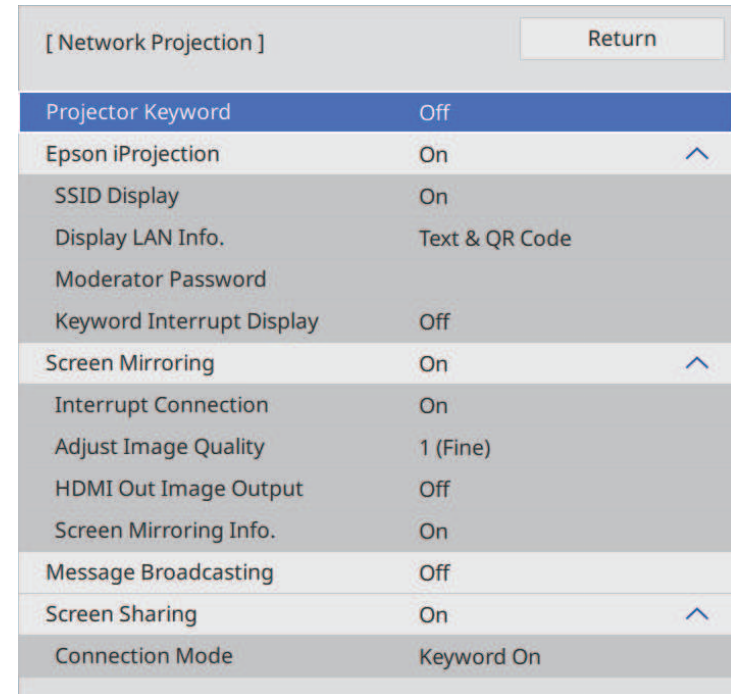 [ Network Projection ] Return
Projector Keyword Off
Epson iProjection On
SSID Display On
Display LAN Info. Text & QR Code
Moderator Password
Keyword Interrupt Display Off
Screen Mirroring On
Interrupt Connection On
Adjust Image Quality 1 (Fine)
HDMI Out Image Output Off
Screen Mirroring Info. On
Message Broadcasting Off
Screen Sharing On
Connection Mode Keyword On